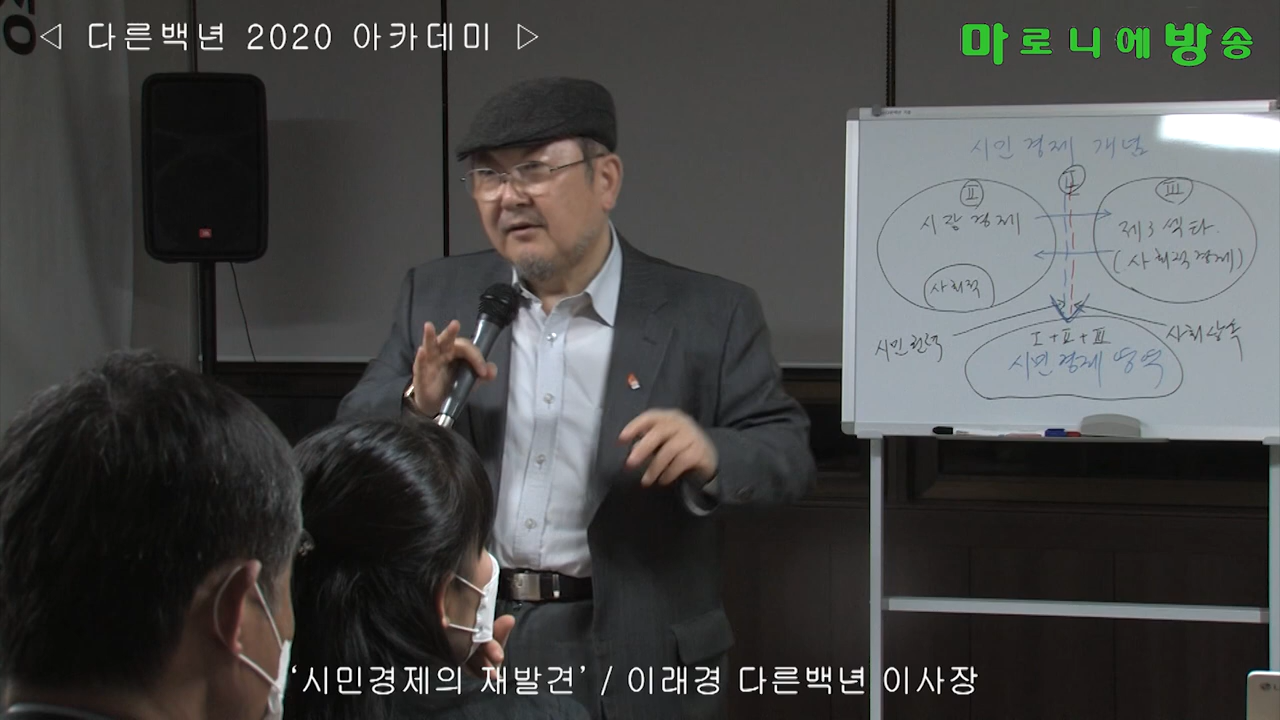 ◁ 다른백년 2020 아카데미 ▷
마로니에방송
시민경제 개념
Ⅱ
Ⅲ
시장경제
제3섹타
(사회적경제)
사회적
Ⅰ+Ⅱ+Ⅲ
시민경제 영역
시민권력
사회상속
JBL
‘시민경제의 재발견’ / 이래경 다른백년 이사장